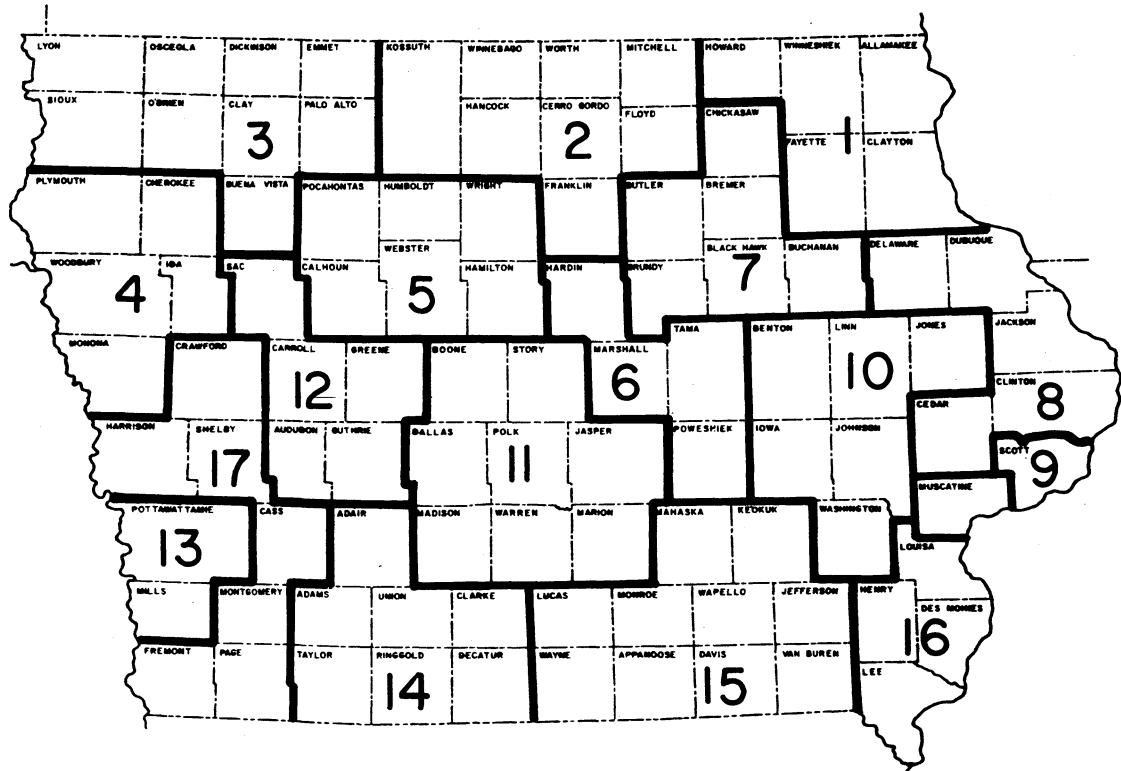 LYON OSCEOLA DICKINSON EMMET KOSSUTH WINNEBAGO WORTH MITCHELL HOWARD WINNESHIEK ALLAMAKEE
SIOUX O'BRIEN CLAY PALO ALTO HANCOCK CERRO GORDO FLOYD CHICKASAW
3 2 1
FAYETTE CLAYTON
PLYMOUTH CHEROKEE BUENA VISTA POCAHONTAS HUMBOLDT WRIGHT FRANKLIN BUTLER BREMER
WEBSTER BLACK HAWK BUCHANAN DELAWARE DUBUQUE
WOODBURY IDA SAC CALHOUN HAMILTON HARDIN GRUNDY
4 5 7
MONONA CRAWFORD CARROLL GREENE BOONE STORY MARSHALL TAMA BENTON LINN JONES JACKSON
12 6 10 CLINTON
8
CEDAR
HARRISON SHELBY AUDUBON GUTHRIE DALLAS POLK JASPER POWESHIEK IOWA JOHNSON
17 11 SCOTT
9
MUSCATINE
POTTAWATTAMIE CASS ADAIR MADISON WARREN MARION MAHASKA KEOKUK WASHINGTON
13 LOUISA
MILLS MONTGOMERY ADAMS UNION CLARKE LUCAS MONROE WAPELLO JEFFERSON HENRY
DES MOINES
16
FREMONT PAGE TAYLOR RINGGOLD DECATUR WAYNE APPANOOSE DAVIS VAN BUREN
LEE
14 15